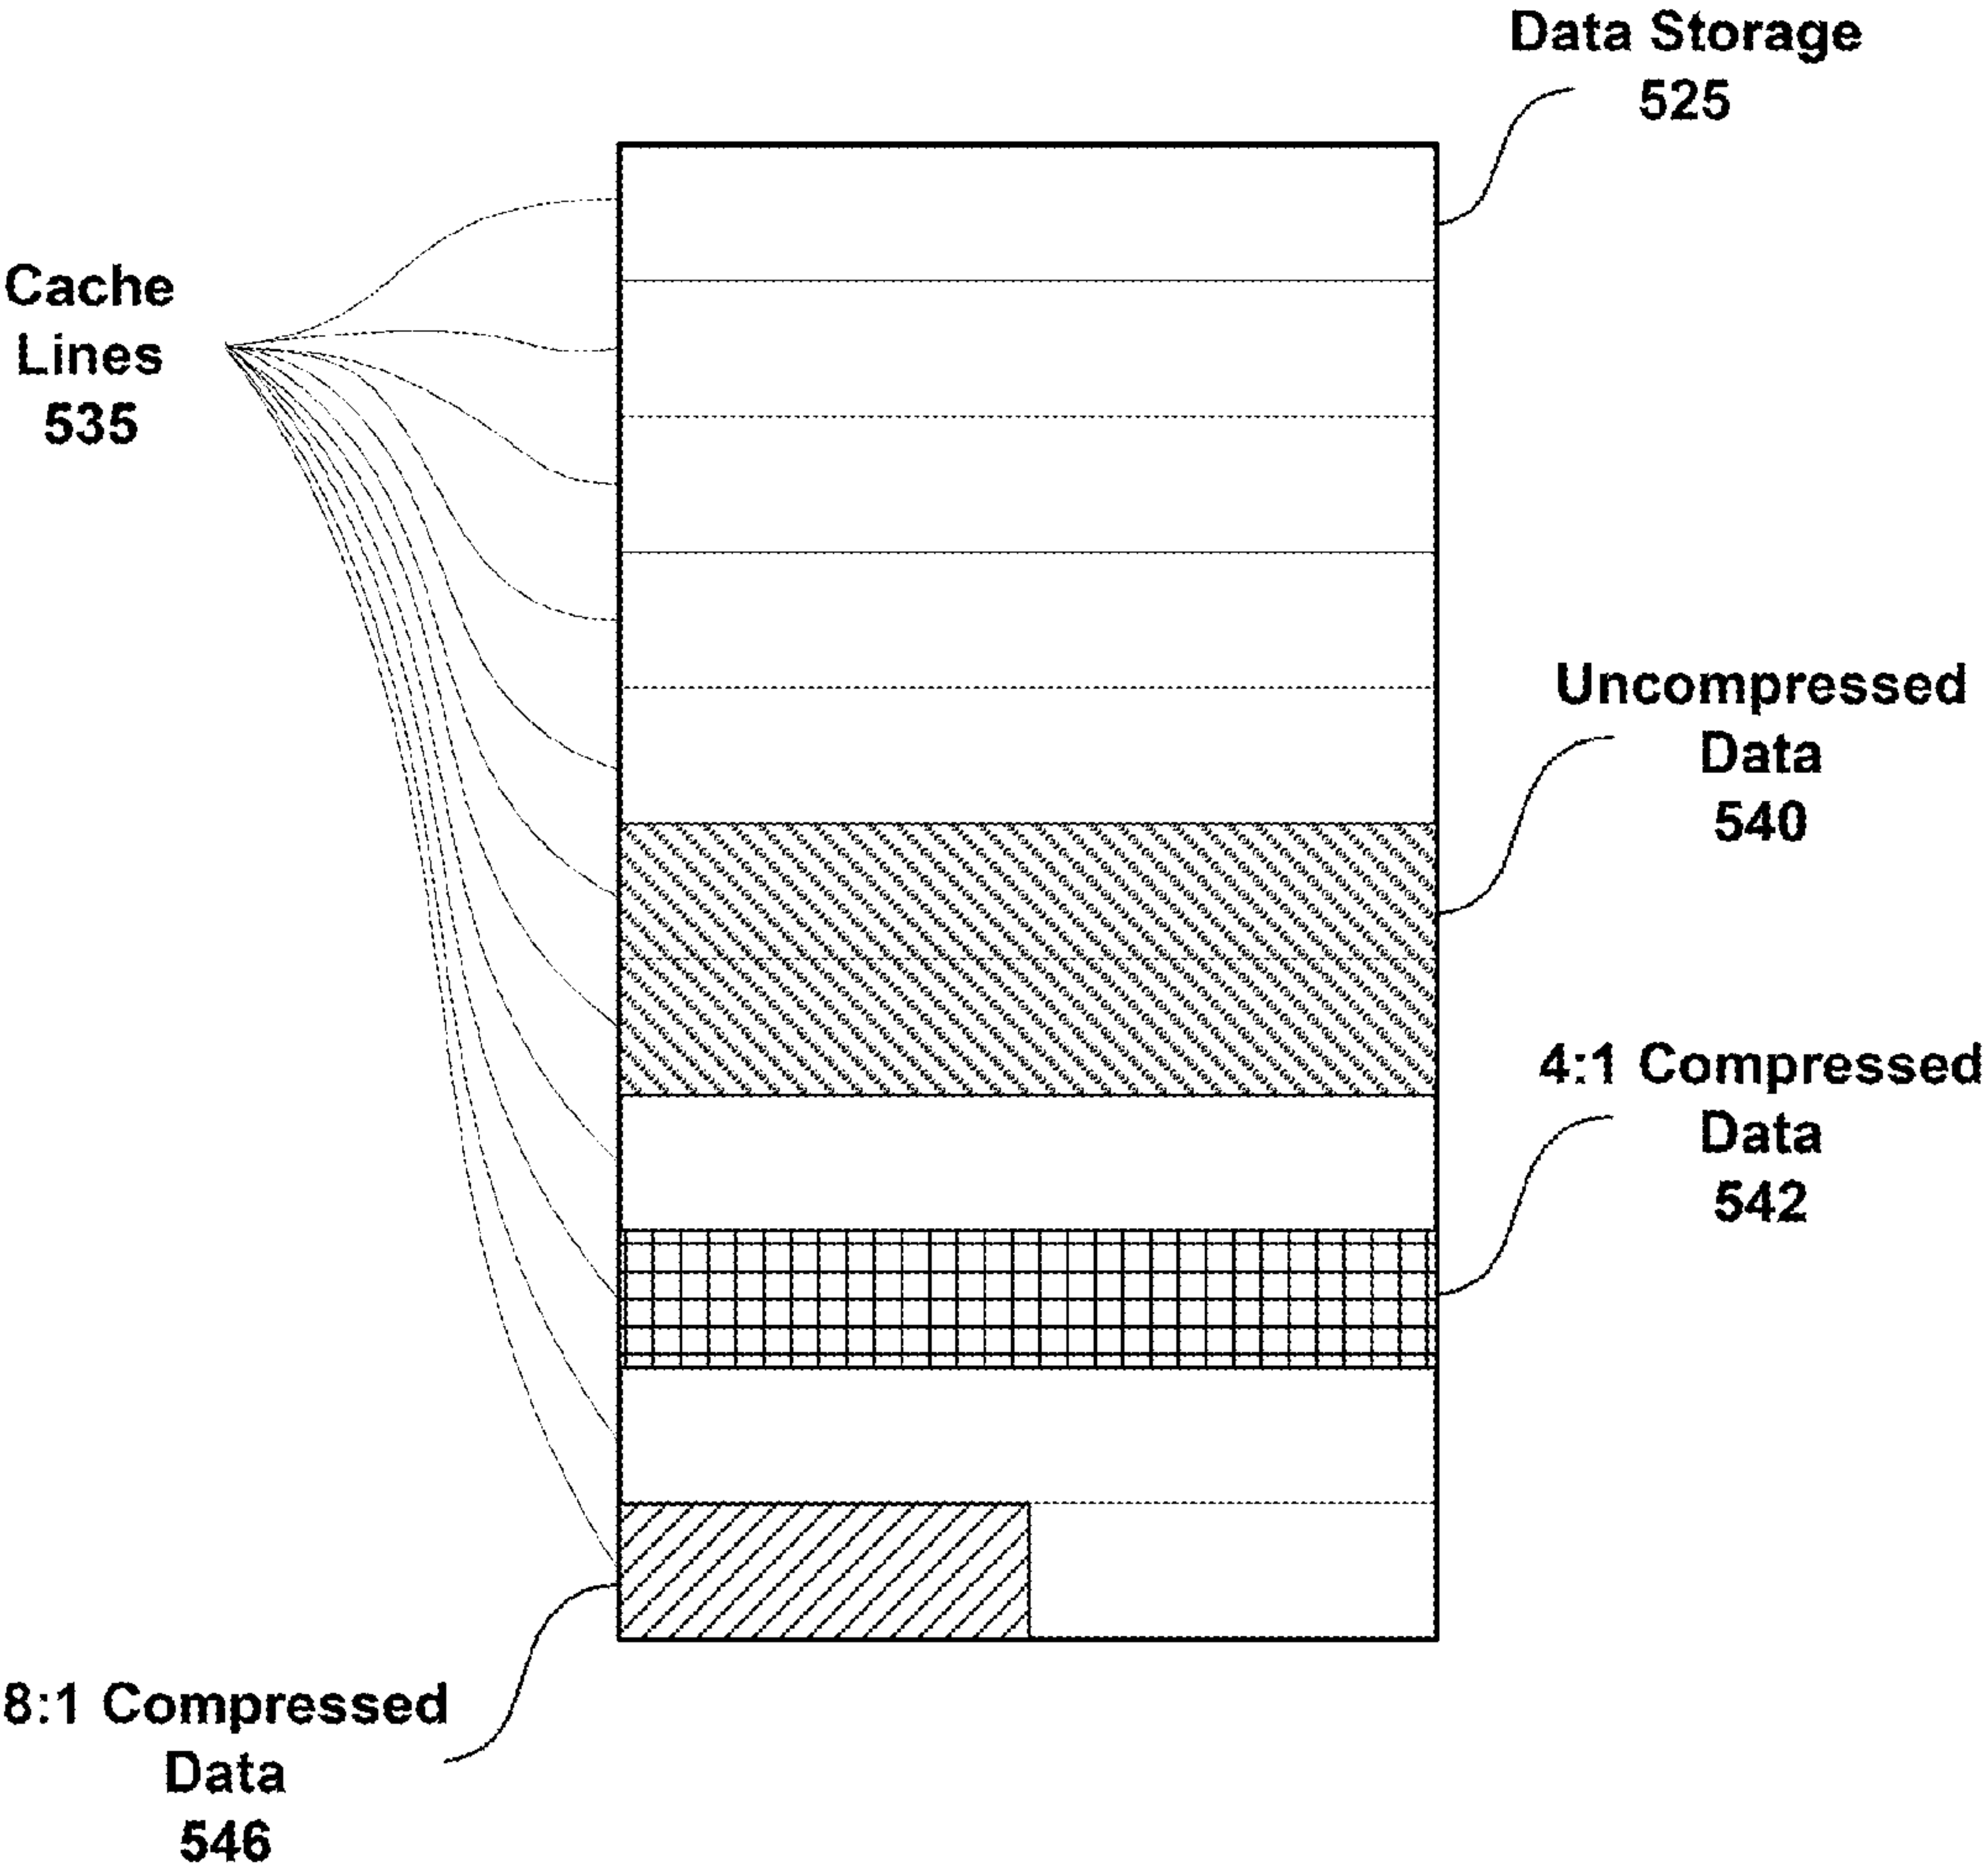 Data Storage
525
Cache
Lines
535
Uncompressed
Data
540
4:1 Compressed
Data
542
8:1 Compressed
Data
546